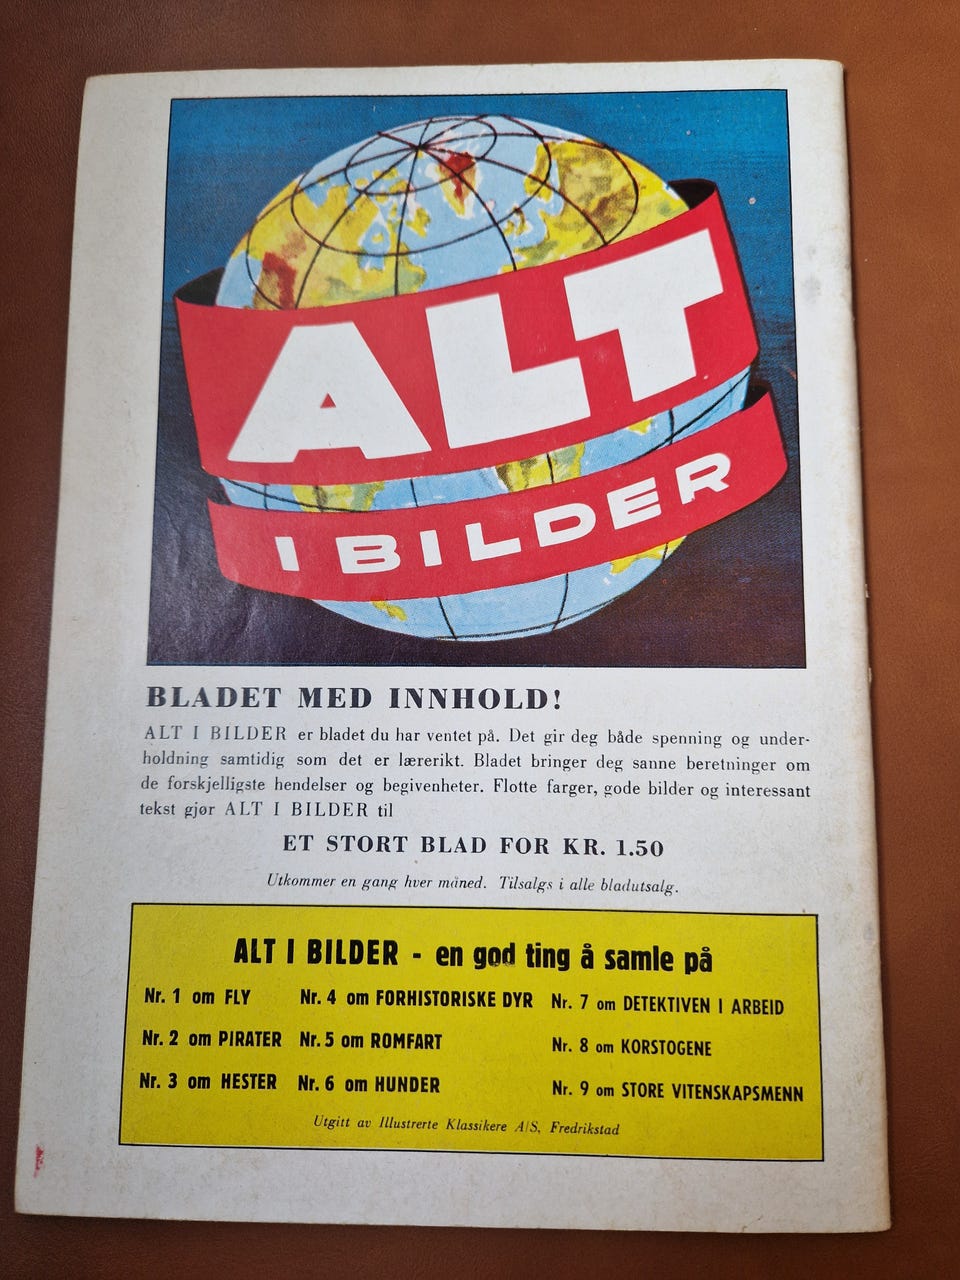 ALT
I BILDER
BLADET MED INNHOLD!
ALT I BILDER er bladet du har ventet på. Det gir deg både spenning og under-
holdning samtidig som det er lærerikt. Bladet bringer deg sanne beretninger om
de forskjelligste hendelser og begivenheter. Flotte farger, gode bilder og interessant
tekst gjør ALT I BILDER til
ET STORT BLAD FOR KR. 1.50
Utkommer en gang hver måned. Tilsalgs i alle bladutsalg.
ALT I BILDER - en god ting å samle på
Nr. 1 om FLY
Nr. 2 om PIRATER
Nr. 3 om HESTER
Nr. 4 om FORHISTORISKE DYR
Nr. 5 om ROMFART
Nr. 6 om HUNDER
Nr. 7 om DETEKTIVEN I ARBEID
Nr. 8 om KORSTOGENE
Nr. 9 om STORE VITENSKAPSMENN
Utgitt av Illustrerte Klassikere A/S, Fredrikstad